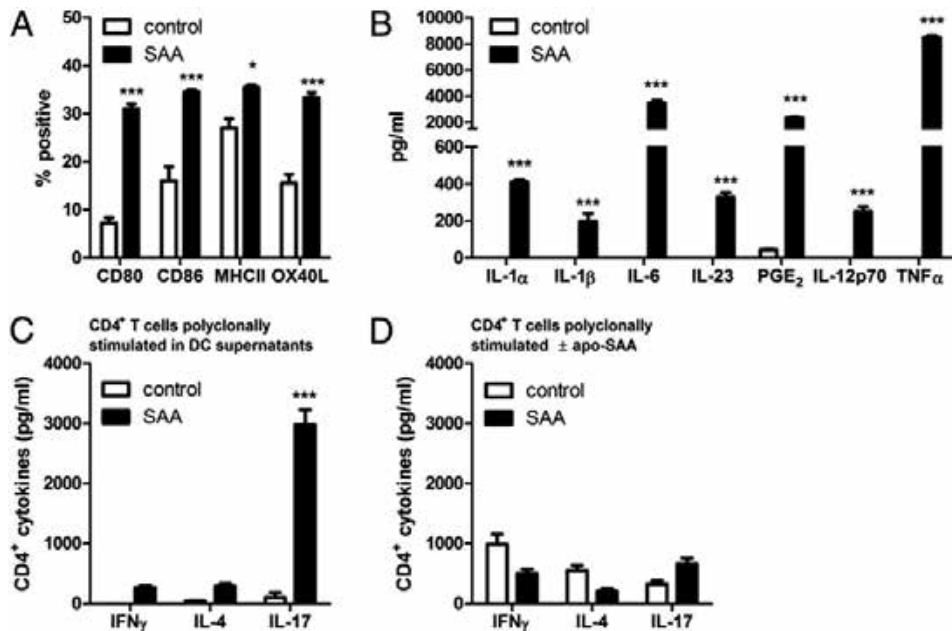 A
control
SAA
50
40
30
20
10
0
% positive
***
***
*
***
CD80 CD86 MHCII OX40L
B
control
SAA
10000
8000
6000
4000
2000
600
400
200
0
pg/ml
***
***
***
***
***
***
***
IL-1α IL-1β IL-6 IL-23 PGE₂ IL-12p70 TNFα
C
CD4⁺ T cells polyclonally
stimulated in DC supernatants
control
SAA
4000
3000
2000
1000
0
CD4⁺ cytokines (pg/ml)
***
IFNγ IL-4 IL-17
D
CD4⁺ T cells polyclonally
stimulated ± apo-SAA
control
SAA
4000
3000
2000
1000
0
CD4⁺ cytokines (pg/ml)
IFNγ IL-4 IL-17